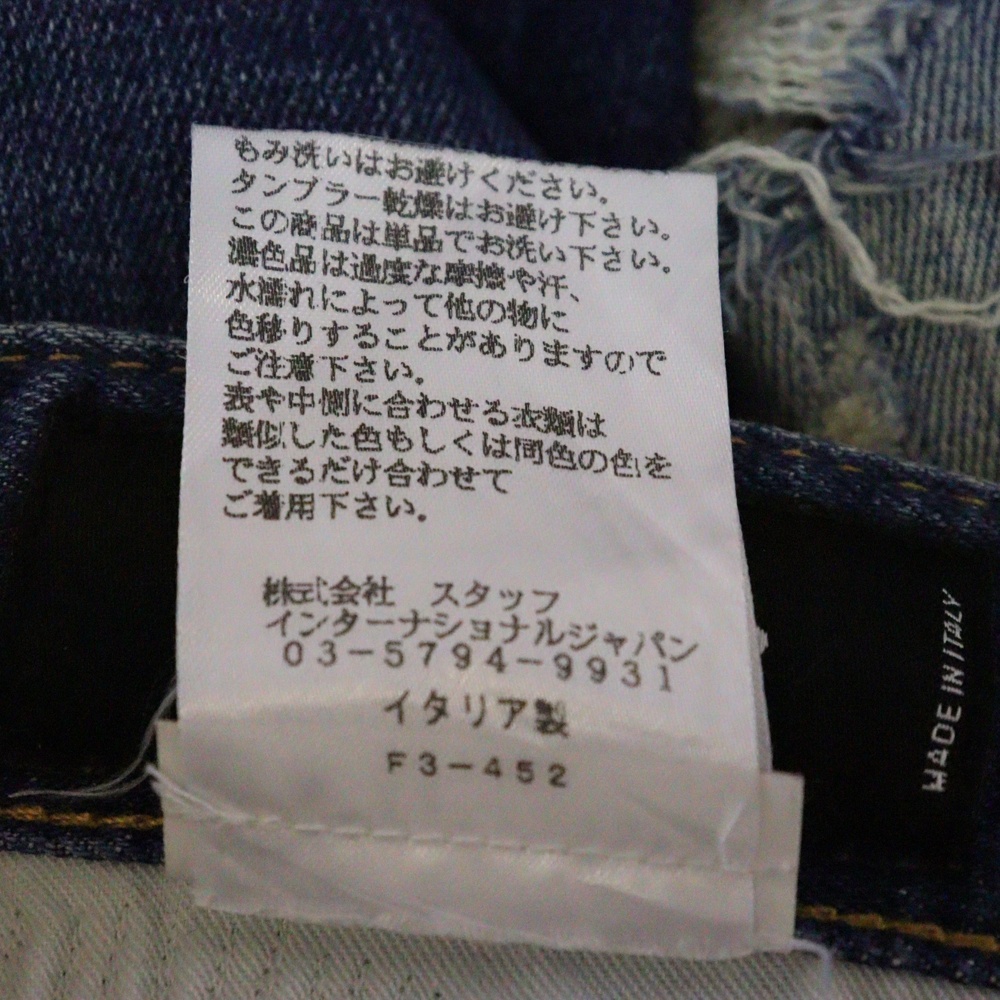 もみ洗いはお避けください。
タンブラー乾燥はお避け下さい。
この商品は単品でお洗い下さい。
濃色品は過度な摩擦や汗、
水濡れによって他の物に
色移りすることがありますので
ご注意下さい。
表や中側に合わせる衣類は
類似した色もしくは同色の色を
できるだけ合わせて
ご着用下さい。
株式会社　スタッフ
インターナショナルジャパン
03-5794-9931
イタリア製
F3-452
MADE IN ITALY